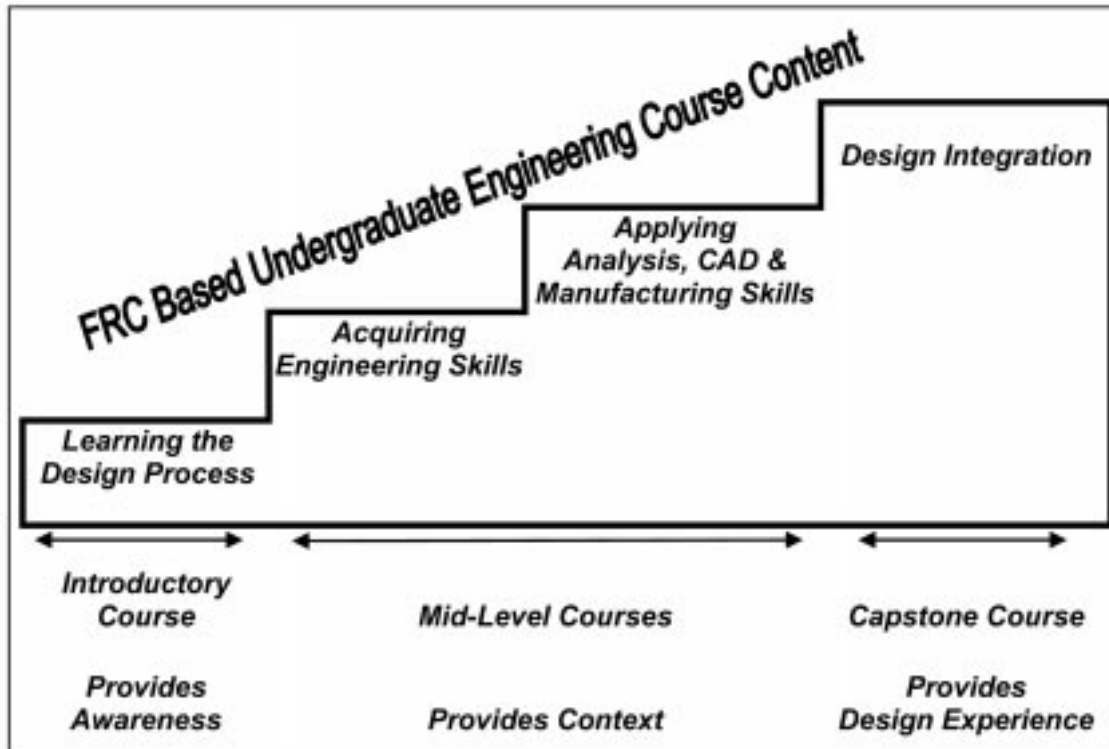 FRC Based Undergraduate Engineering Course Content
Design Integration
Applying
Analysis, CAD &
Manufacturing Skills
Acquiring
Engineering Skills
Learning the
Design Process
Introductory
Course
Mid-Level Courses
Capstone Course
Provides
Awareness
Provides Context
Provides
Design Experience